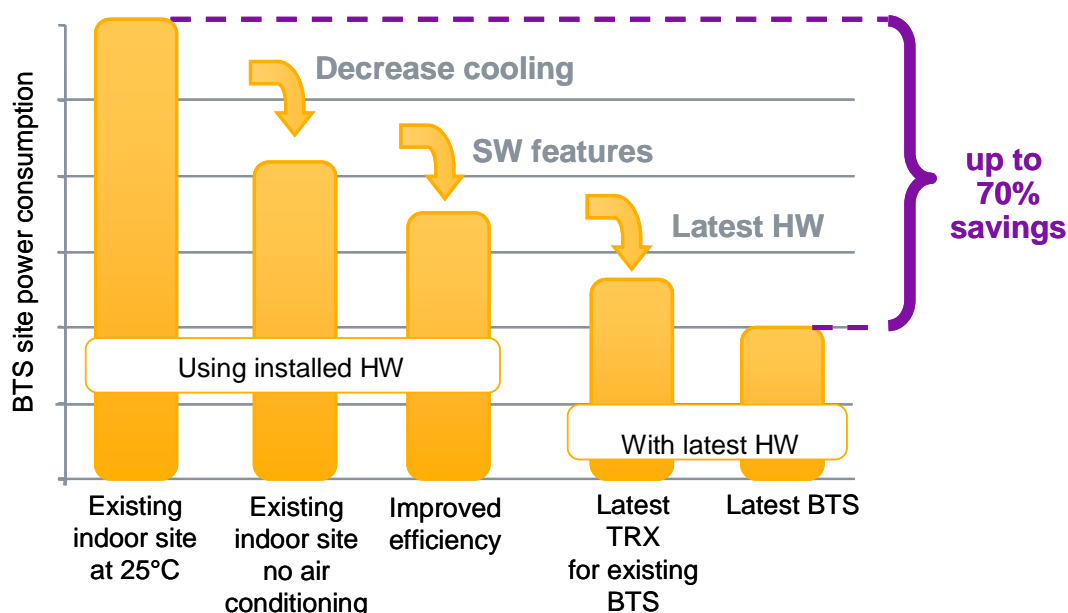 BTS site power consumption
Decrease cooling
SW features
Latest HW
up to
70%
savings
Using installed HW
With latest HW
Existing
indoor site
at 25°C
Existing
indoor site
no air
conditioning
Improved
efficiency
Latest
TRX
for existing
BTS
Latest BTS